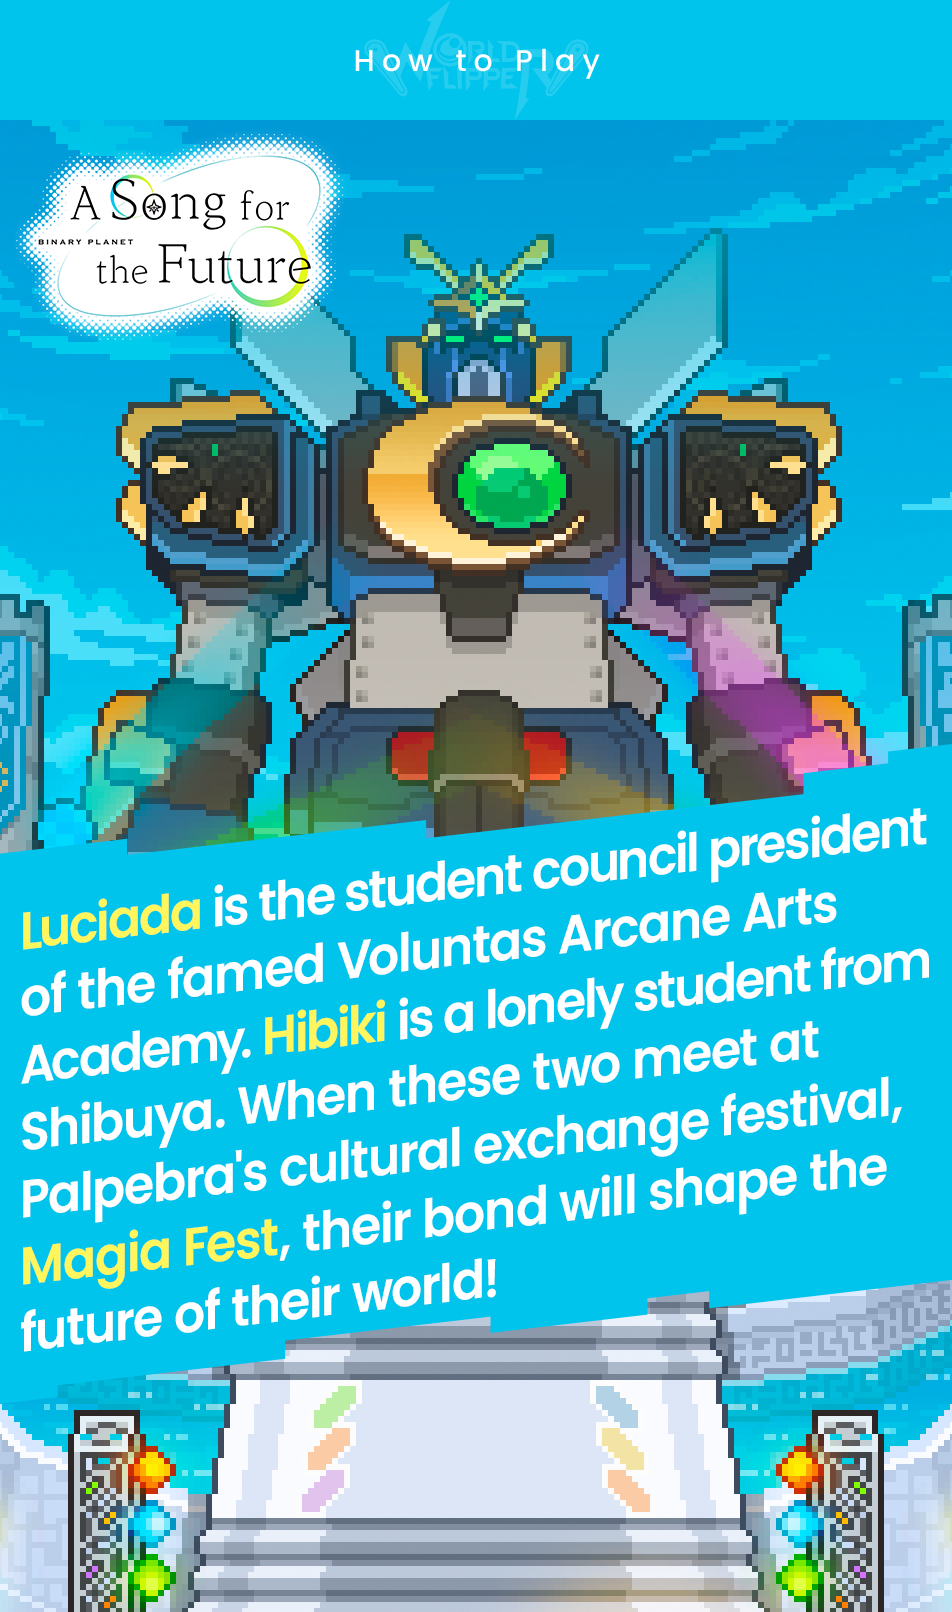 WORLD
FLIPPER
How to Play
A Song for
BINARY PLANET
the Future
Luciada is the student council president
of the famed Voluntas Arcane Arts
Academy. Hibiki is a lonely student from
Shibuya. When these two meet at
Palpebra's cultural exchange festival,
Magia Fest, their bond will shape the
future of their world!